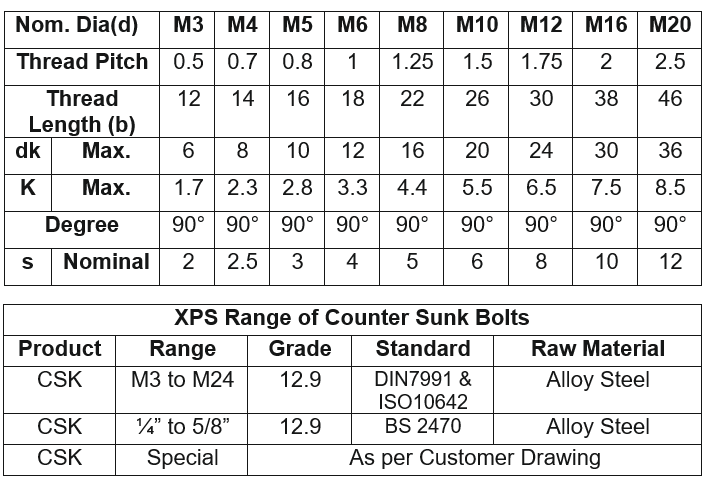 Nom. Dia(d) M3 M4 M5 M6 M8 M10 M12 M16 M20
Thread Pitch 0.5 0.7 0.8 1 1.25 1.5 1.75 2 2.5
Thread Length (b) 12 14 16 18 22 26 30 38 46
dk Max. 6 8 10 12 16 20 24 30 36
K Max. 1.7 2.3 2.8 3.3 4.4 5.5 6.5 7.5 8.5
Degree 90° 90° 90° 90° 90° 90° 90° 90° 90°
s Nominal 2 2.5 3 4 5 6 8 10 12
XPS Range of Counter Sunk Bolts
Product Range Grade Standard Raw Material
CSK M3 to M24 12.9 DIN7991 & ISO10642 Alloy Steel
CSK ¼” to 5/8” 12.9 BS 2470 Alloy Steel
CSK Special As per Customer Drawing